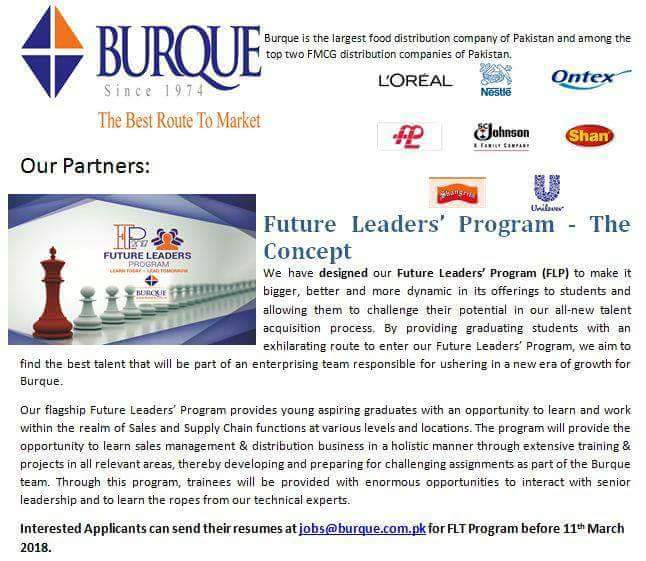 BURQUE
Since 1974
The Best Route To Market
Burque is the largest food distribution company of Pakistan and among the
top two FMCG distribution companies of Pakistan.
L'ORÉAL
Nestle
Ontex
SC Johnson
A FAMILY COMPANY
Shan
Shangrila
Unilever
Our Partners:
FUTURE LEADERS
PROGRAM
LEARN TODAY - LEAD TOMORROW
BURQUE
Future Leaders' Program - The
Concept
We have designed our Future Leaders' Program (FLP) to make it
bigger, better and more dynamic in its offerings to students and
allowing them to challenge their potential in our all-new talent
acquisition process. By providing graduating students with an
exhilarating route to enter our Future Leaders' Program, we aim to
find the best talent that will be part of an enterprising team responsible for ushering in a new era of growth for
Burque.
Our flagship Future Leaders' Program provides young aspiring graduates with an opportunity to learn and work
within the realm of Sales and Supply Chain functions at various levels and locations. The program will provide the
opportunity to learn sales management & distribution business in a holistic manner through extensive training &
projects in all relevant areas, thereby developing and preparing for challenging assignments as part of the Burque
team. Through this program, trainees will be provided with enormous opportunities to interact with senior
leadership and to learn the ropes from our technical experts.
Interested Applicants can send their resumes at jobs@burque.com.pk for FLT Program before 11th March
2018.